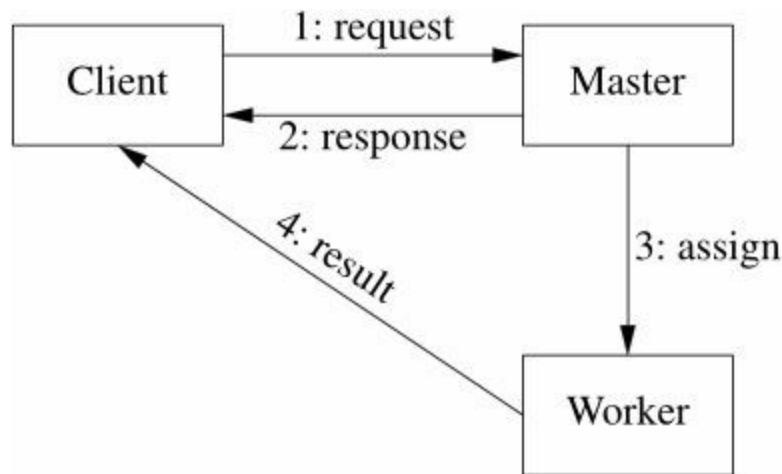 1: request
Client
Master
2: response
4: result
3: assign
Worker